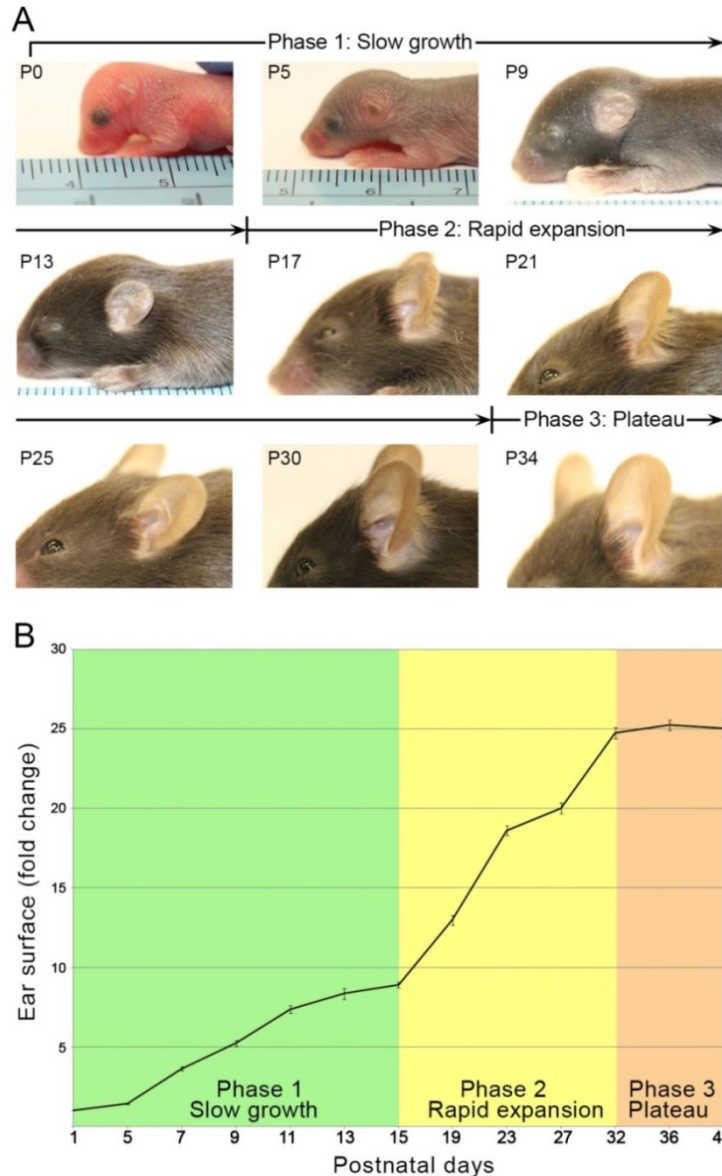 A
Phase 1: Slow growth
P0
P5
P9
4
5
5
6
7
Phase 2: Rapid expansion
P13
P17
P21
Phase 3: Plateau
P25
P30
P34
B
Ear surface (fold change)
30
25
20
15
10
5
Phase 1
Slow growth
Phase 2
Rapid expansion
Phase 3
Plateau
1 5 7 9 11 13 15 19 23 27 32 36
Postnatal days